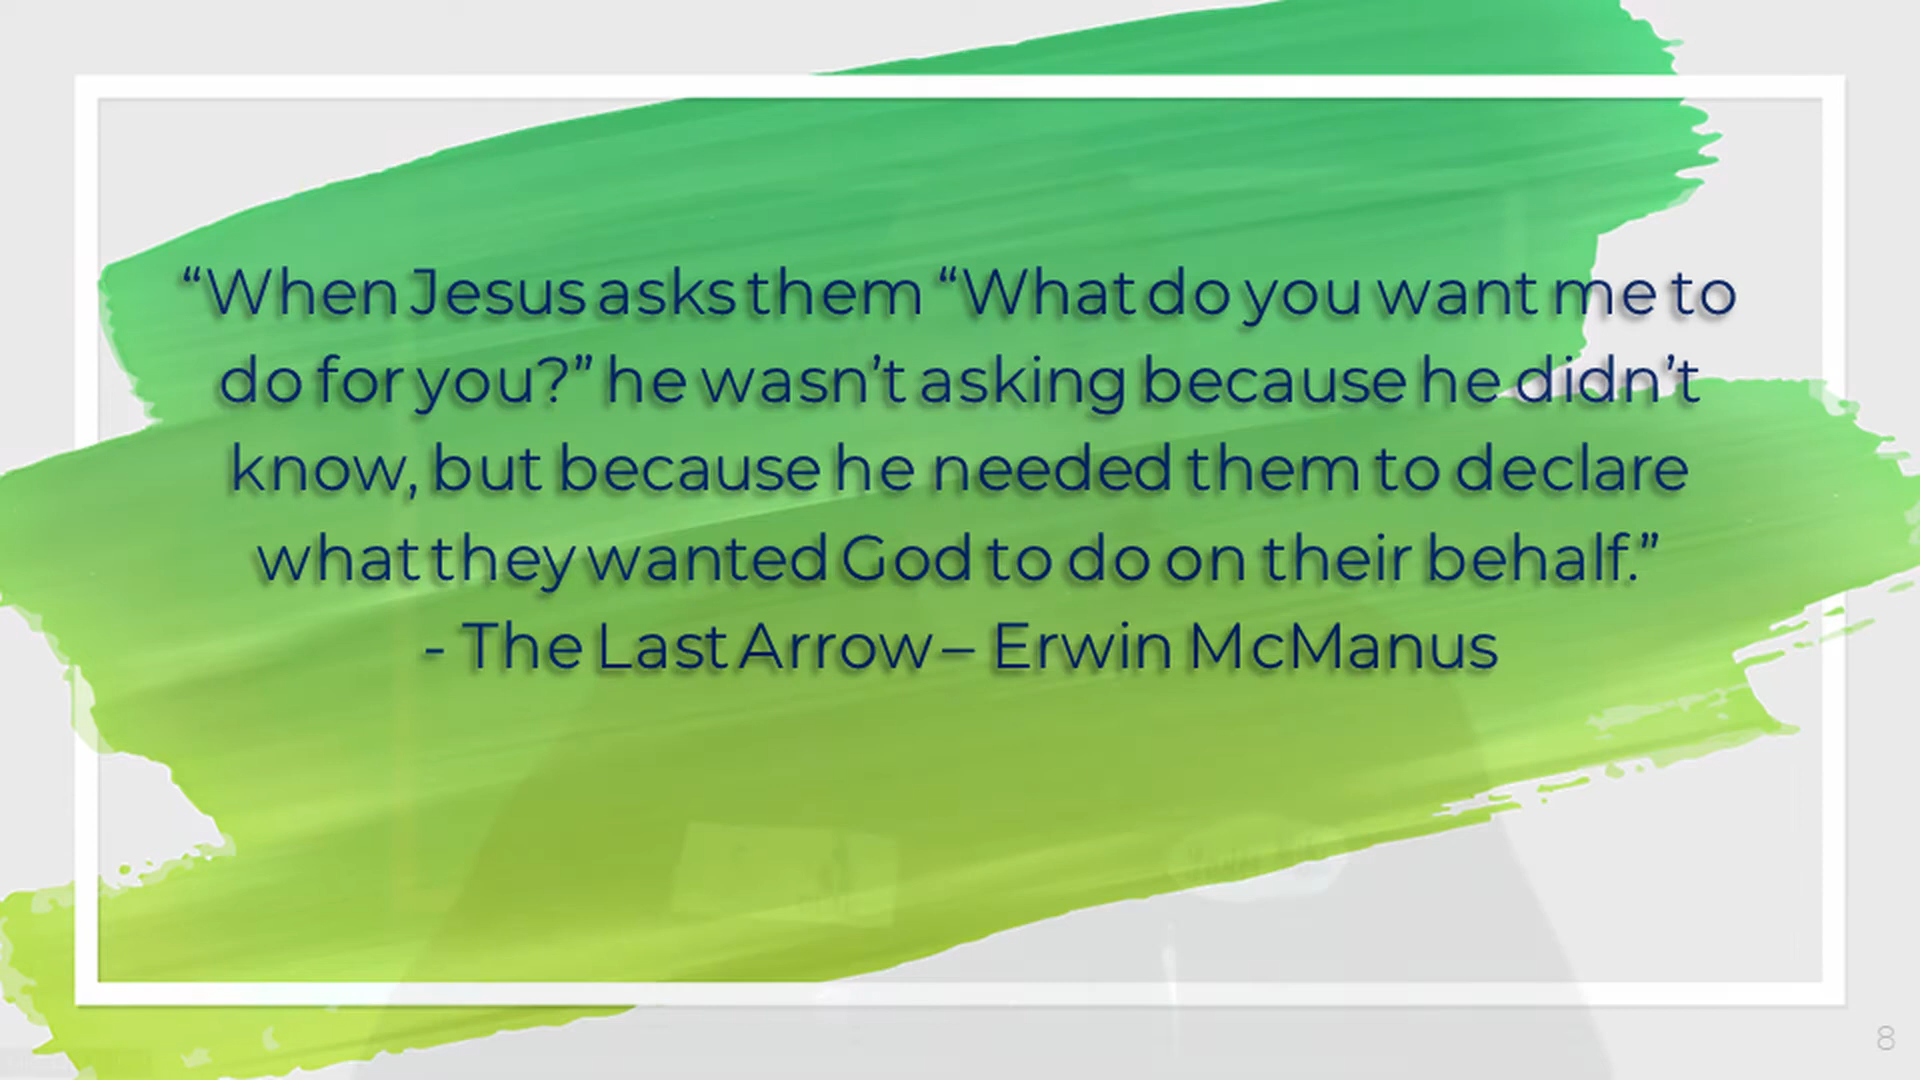 “When Jesus asks them “What do you want me to
do for you?” he wasn’t asking because he didn’t
know, but because he needed them to declare
what they wanted God to do on their behalf.”
- The Last Arrow – Erwin McManus
8